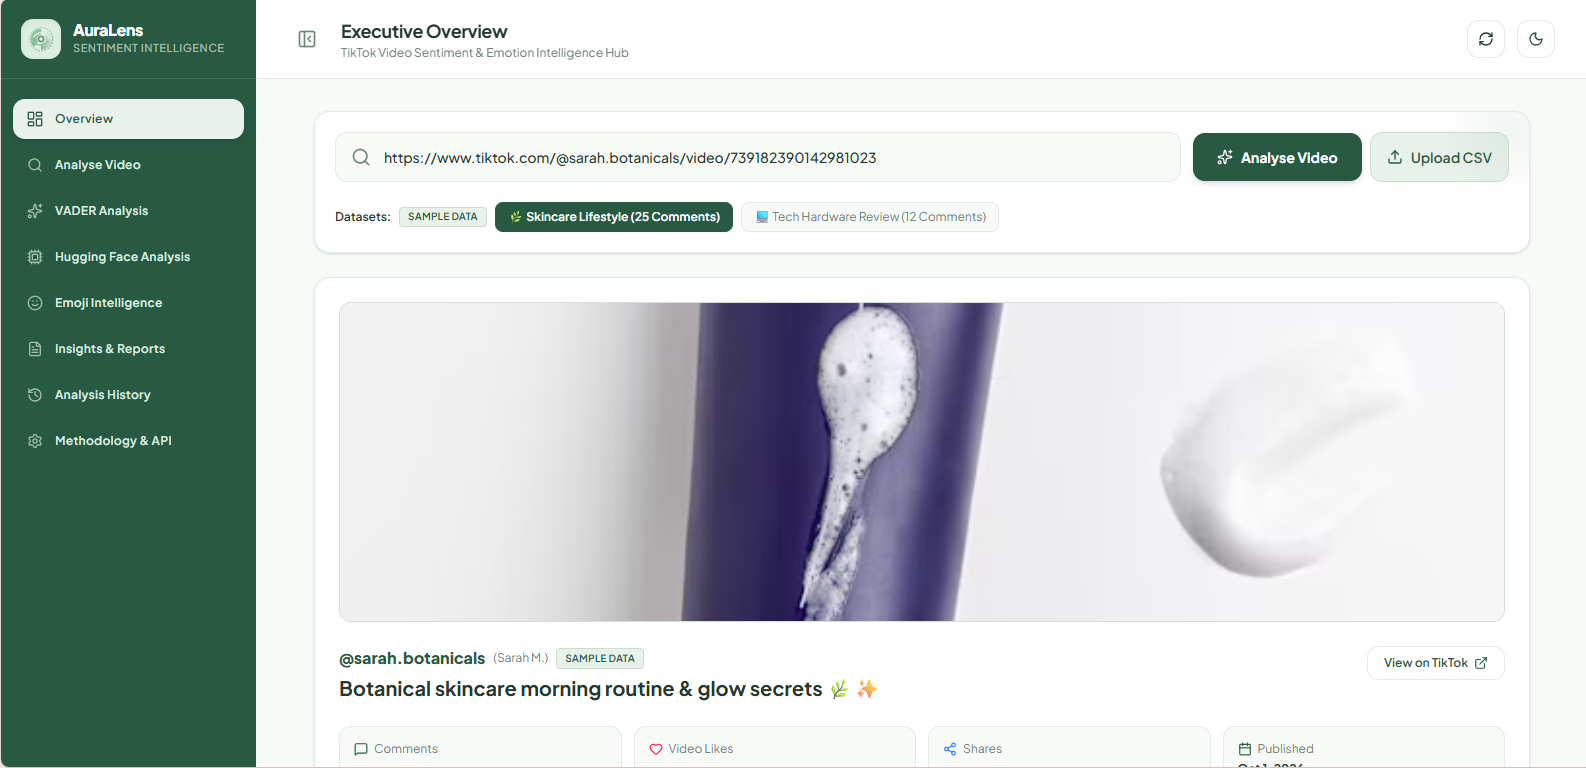 AuraLens
SENTIMENT INTELLIGENCE
Overview
Analyse Video
VADER Analysis
Hugging Face Analysis
Emoji Intelligence
Insights & Reports
Analysis History
Methodology & API
Executive Overview
TikTok Video Sentiment & Emotion Intelligence Hub
https://www.tiktok.com/@sarah.botanicals/video/739182390142981023
Analyse Video
Upload CSV
Datasets: SAMPLE DATA 🌿 Skincare Lifestyle (25 Comments) 💻 Tech Hardware Review (12 Comments)
@sarah.botanicals (Sarah M.) SAMPLE DATA
View on TikTok
Botanical skincare morning routine & glow secrets 🌿 ✨
Comments
Video Likes
Shares
Published